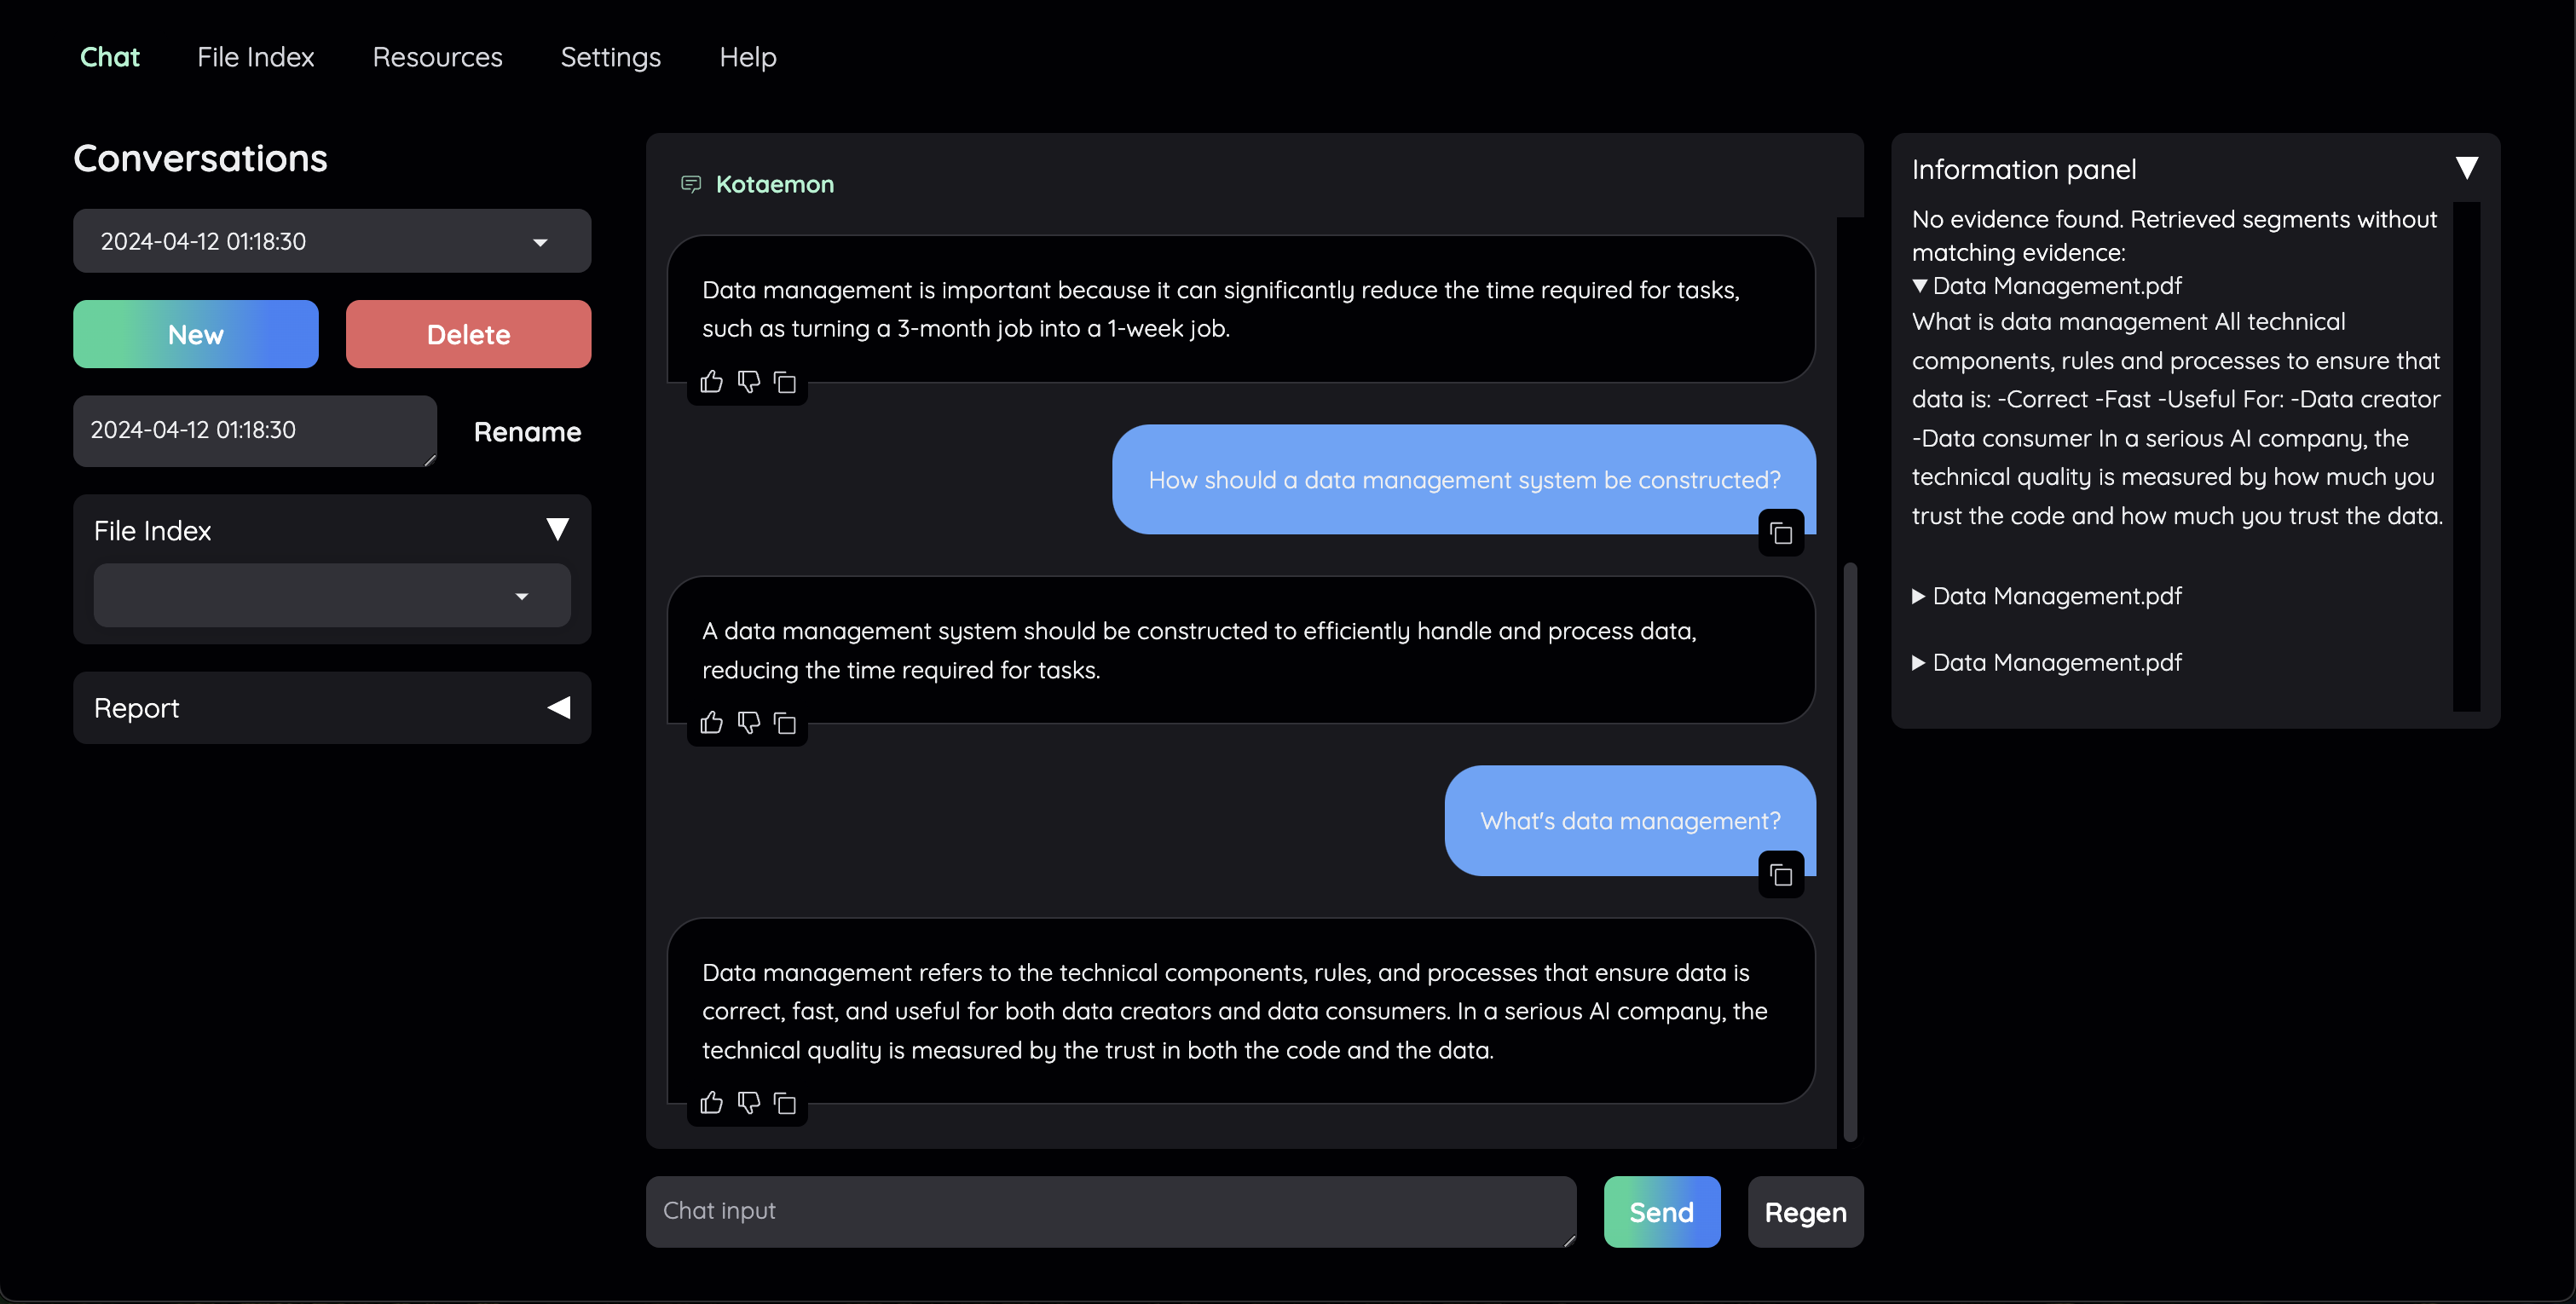 Chat File Index Resources Settings Help
Conversations
2024-04-12 01:18:30
New Delete
2024-04-12 01:18:30 Rename
File Index
Report
Kotaemon
Data management is important because it can significantly reduce the time required for tasks,
such as turning a 3-month job into a 1-week job.
How should a data management system be constructed?
A data management system should be constructed to efficiently handle and process data,
reducing the time required for tasks.
What's data management?
Data management refers to the technical components, rules, and processes that ensure data is
correct, fast, and useful for both data creators and data consumers. In a serious AI company, the
technical quality is measured by the trust in both the code and the data.
Chat input Send Regen
Information panel
No evidence found. Retrieved segments without
matching evidence:
Data Management.pdf
What is data management All technical
components, rules and processes to ensure that
data is: -Correct -Fast -Useful For: -Data creator
-Data consumer In a serious AI company, the
technical quality is measured by how much you
trust the code and how much you trust the data.
Data Management.pdf
Data Management.pdf